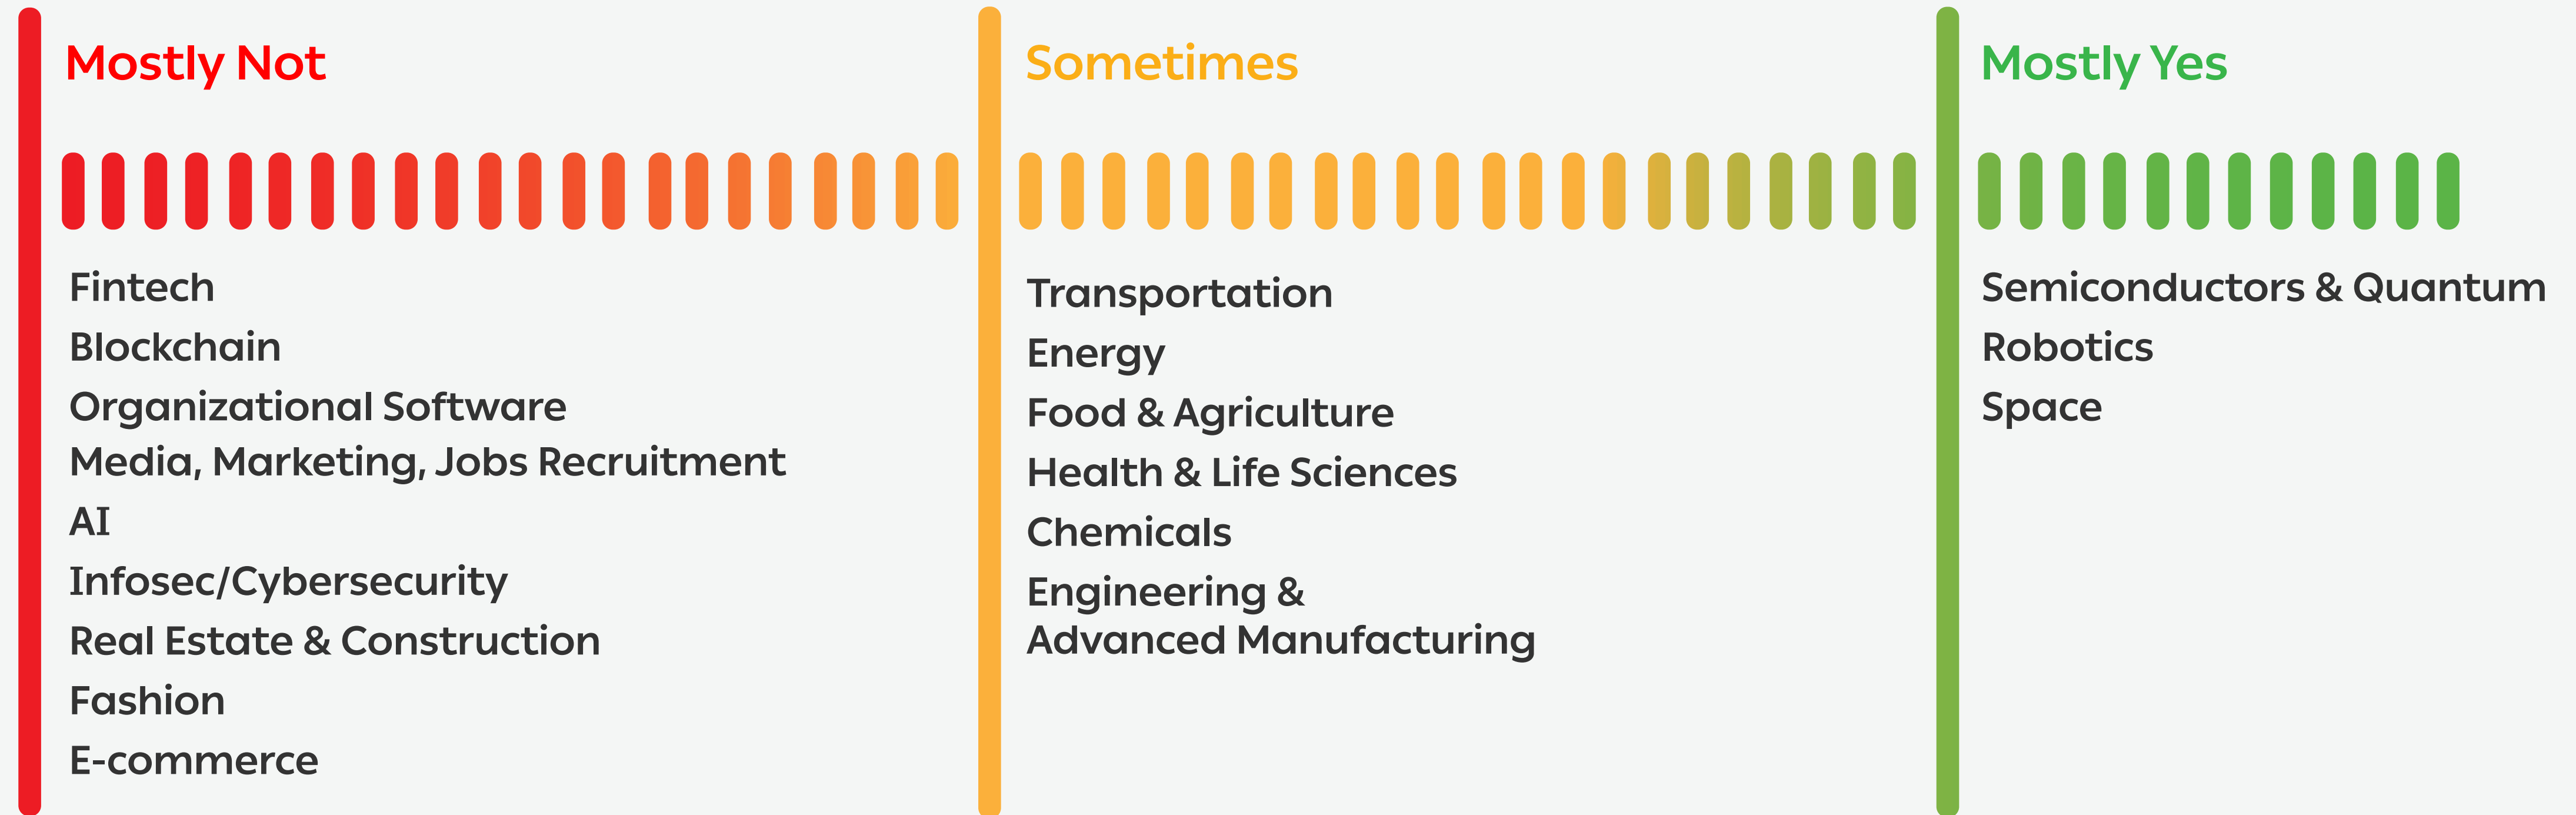 Mostly Not
Fintech
Blockchain
Organizational Software
Media, Marketing, Jobs Recruitment
AI
Infosec/Cybersecurity
Real Estate & Construction
Fashion
E-commerce
Sometimes
Transportation
Energy
Food & Agriculture
Health & Life Sciences
Chemicals
Engineering &
Advanced Manufacturing
Mostly Yes
Semiconductors & Quantum
Robotics
Space